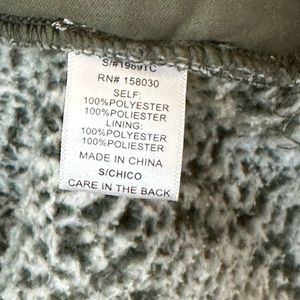 S/#19691C
RN# 158030
SELF:
100%POLYESTER
100%POLIESTER
LINING:
100%POLYESTER
100%POLIESTER
MADE IN CHINA
S/CHICO
CARE IN THE BACK